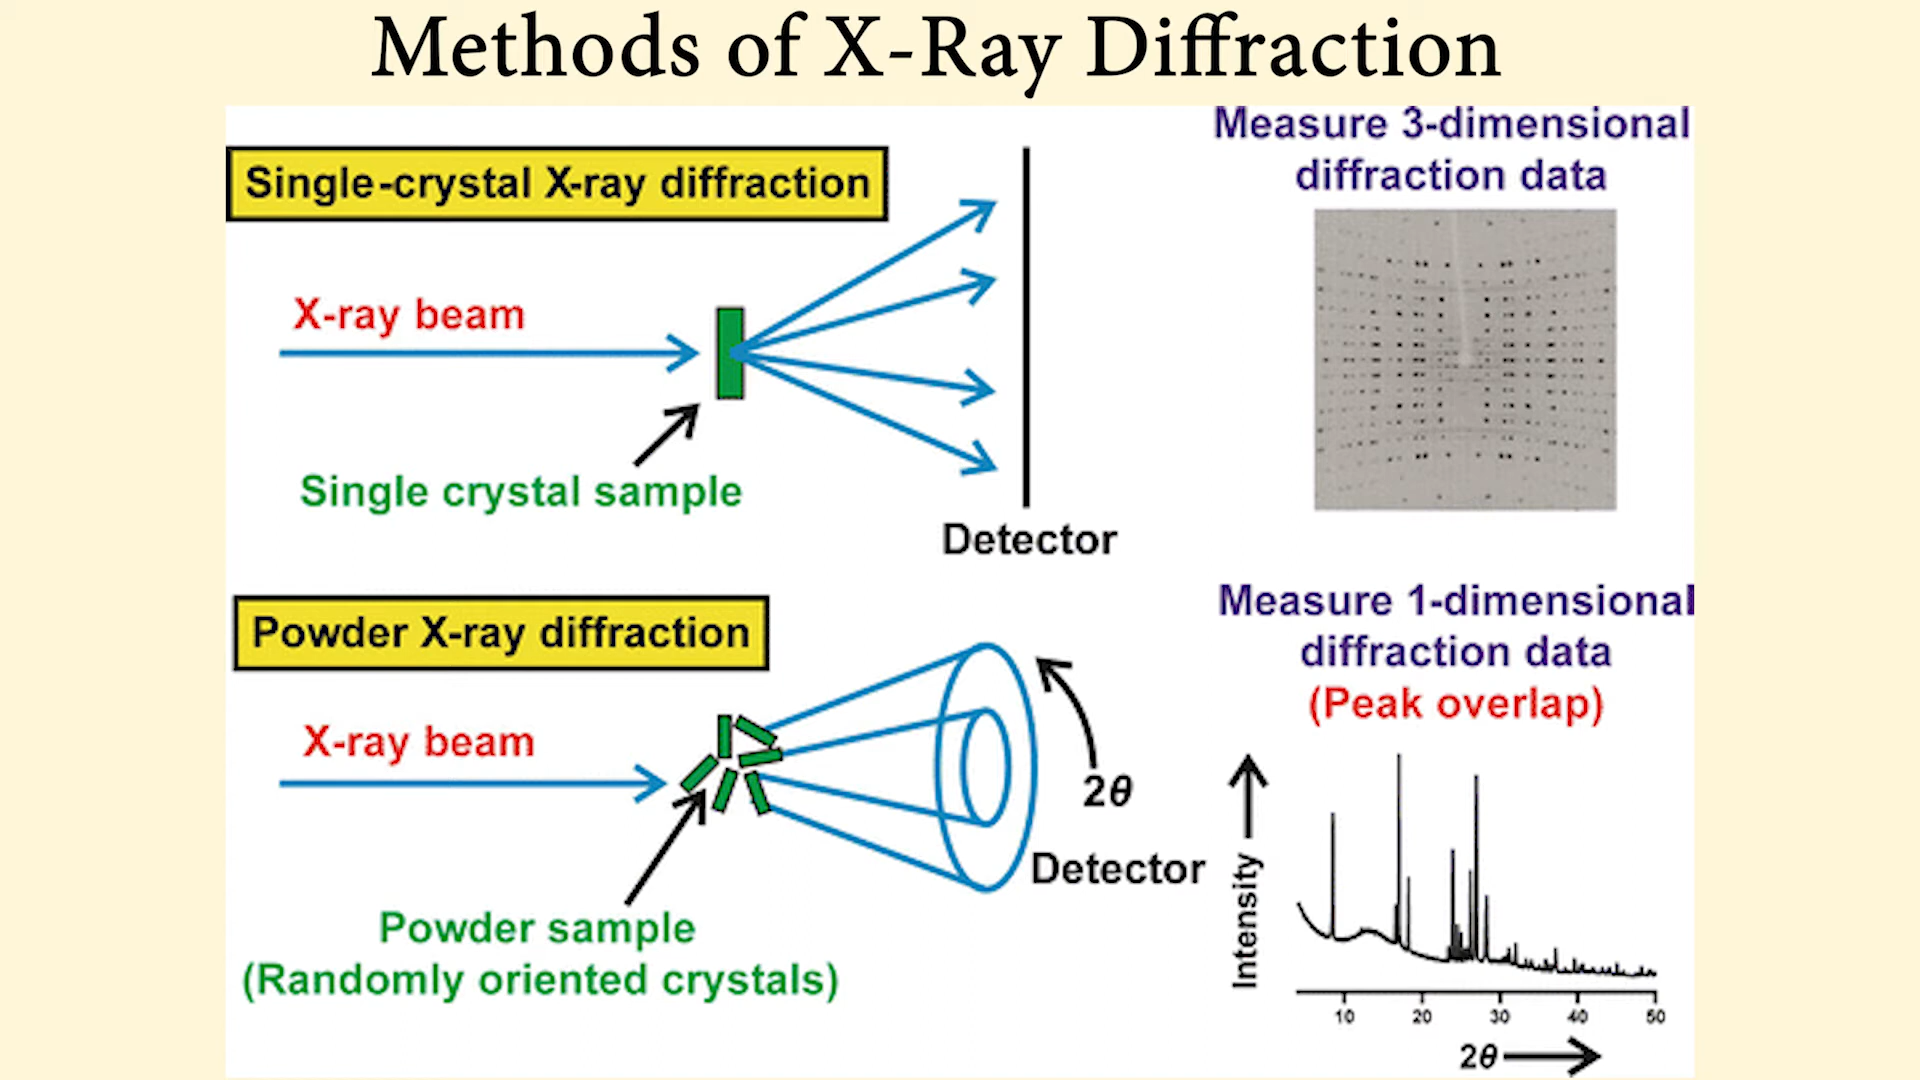 Methods of X-Ray Diffraction
Single-crystal X-ray diffraction
X-ray beam
Single crystal sample
Detector
Measure 3-dimensional
diffraction data
Powder X-ray diffraction
X-ray beam
Powder sample
(Randomly oriented crystals)
2θ
Detector
Measure 1-dimensional
diffraction data
(Peak overlap)
Intensity
10 20 30 40 50
2θ